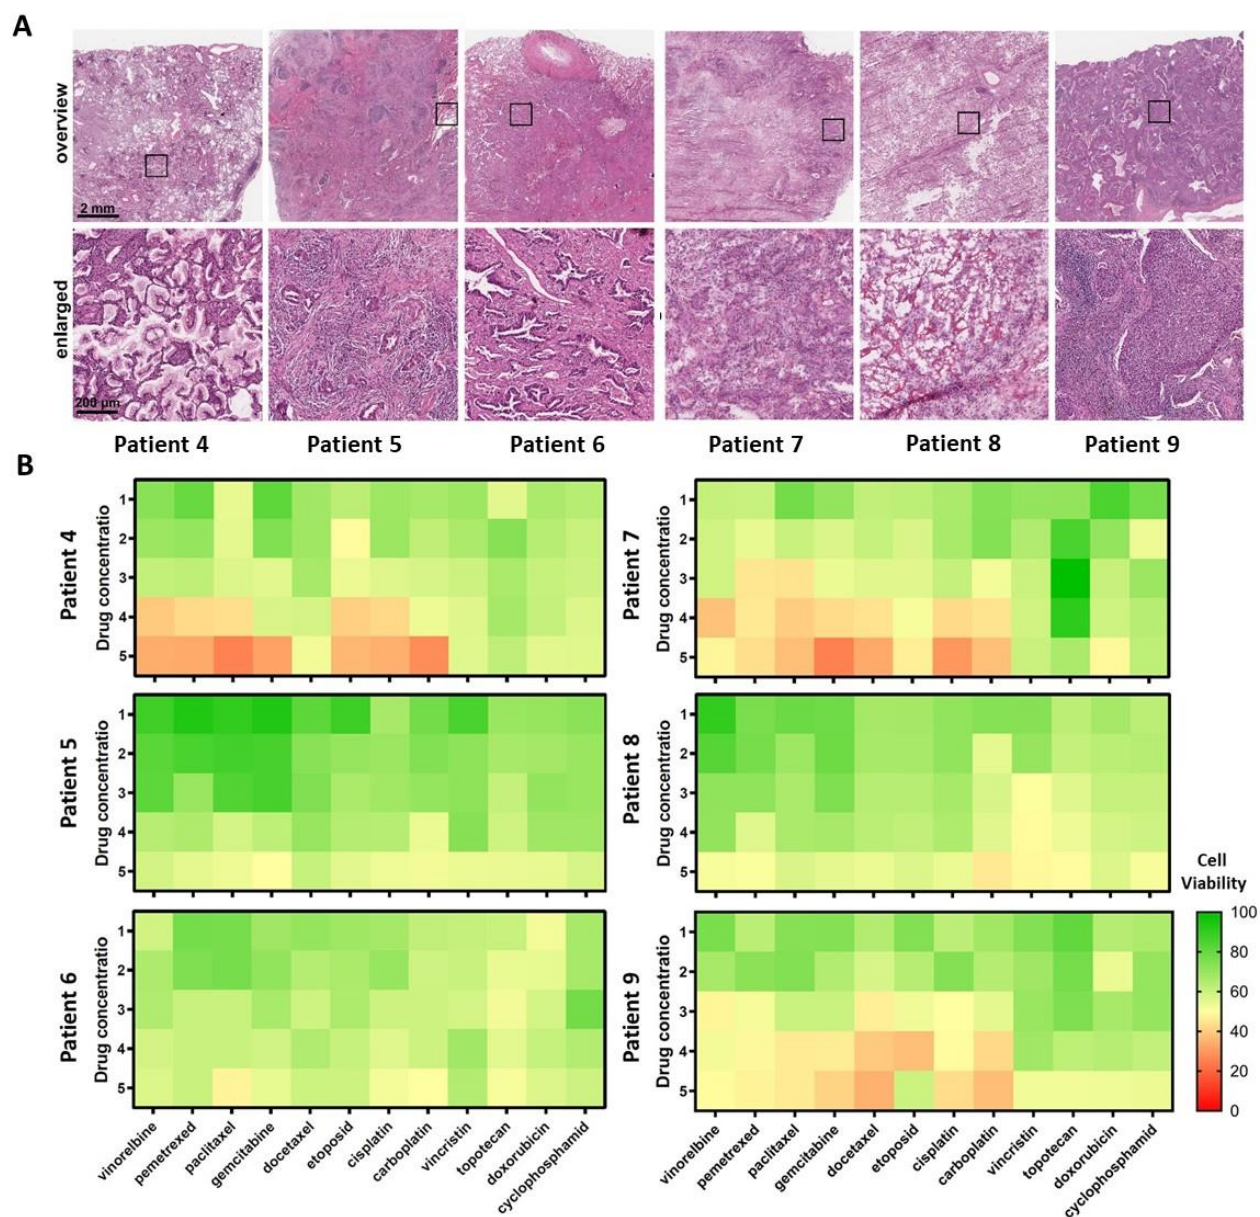 A
overview
2 mm
enlarged
200 µm
Patient 4
Patient 5
Patient 6
Patient 7
Patient 8
Patient 9
B
Patient 4
Drug concentratio
1
2
3
4
5
Patient 7
Drug concentratio
1
2
3
4
5
Patient 5
Drug concentratio
1
2
3
4
5
Patient 8
Drug concentratio
1
2
3
4
5
Patient 6
Drug concentratio
1
2
3
4
5
Patient 9
Drug concentratio
1
2
3
4
5
Cell
Viability
100
80
60
40
20
0
vinorelbine
pemetrexed
paclitaxel
gemcitabine
docetaxel
etoposid
cisplatin
carboplatin
vincristin
topotecan
doxorubicin
cyclophosphamid
vinorelbine
pemetrexed
paclitaxel
gemcitabine
docetaxel
etoposid
cisplatin
carboplatin
vincristin
topotecan
doxorubicin
cyclophosphamid